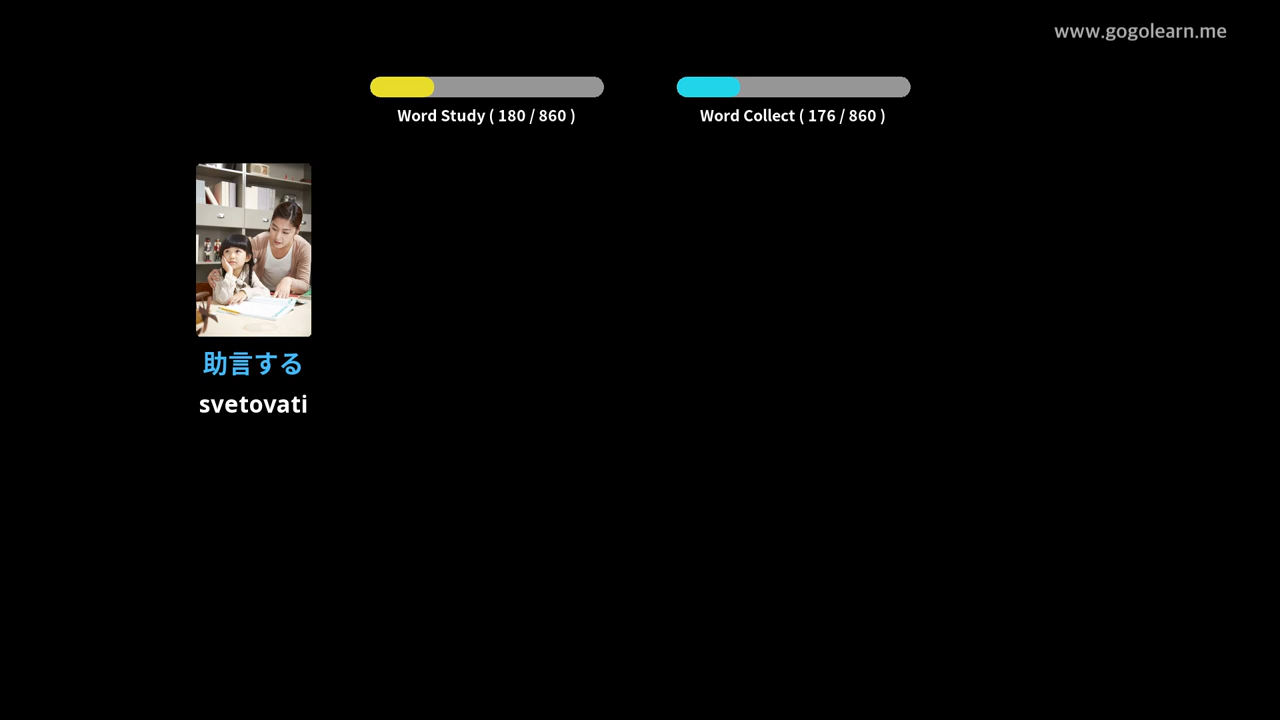 www.gogolearn.me
Word Study ( 180 / 860 )
Word Collect ( 176 / 860 )
助言する
svetovati